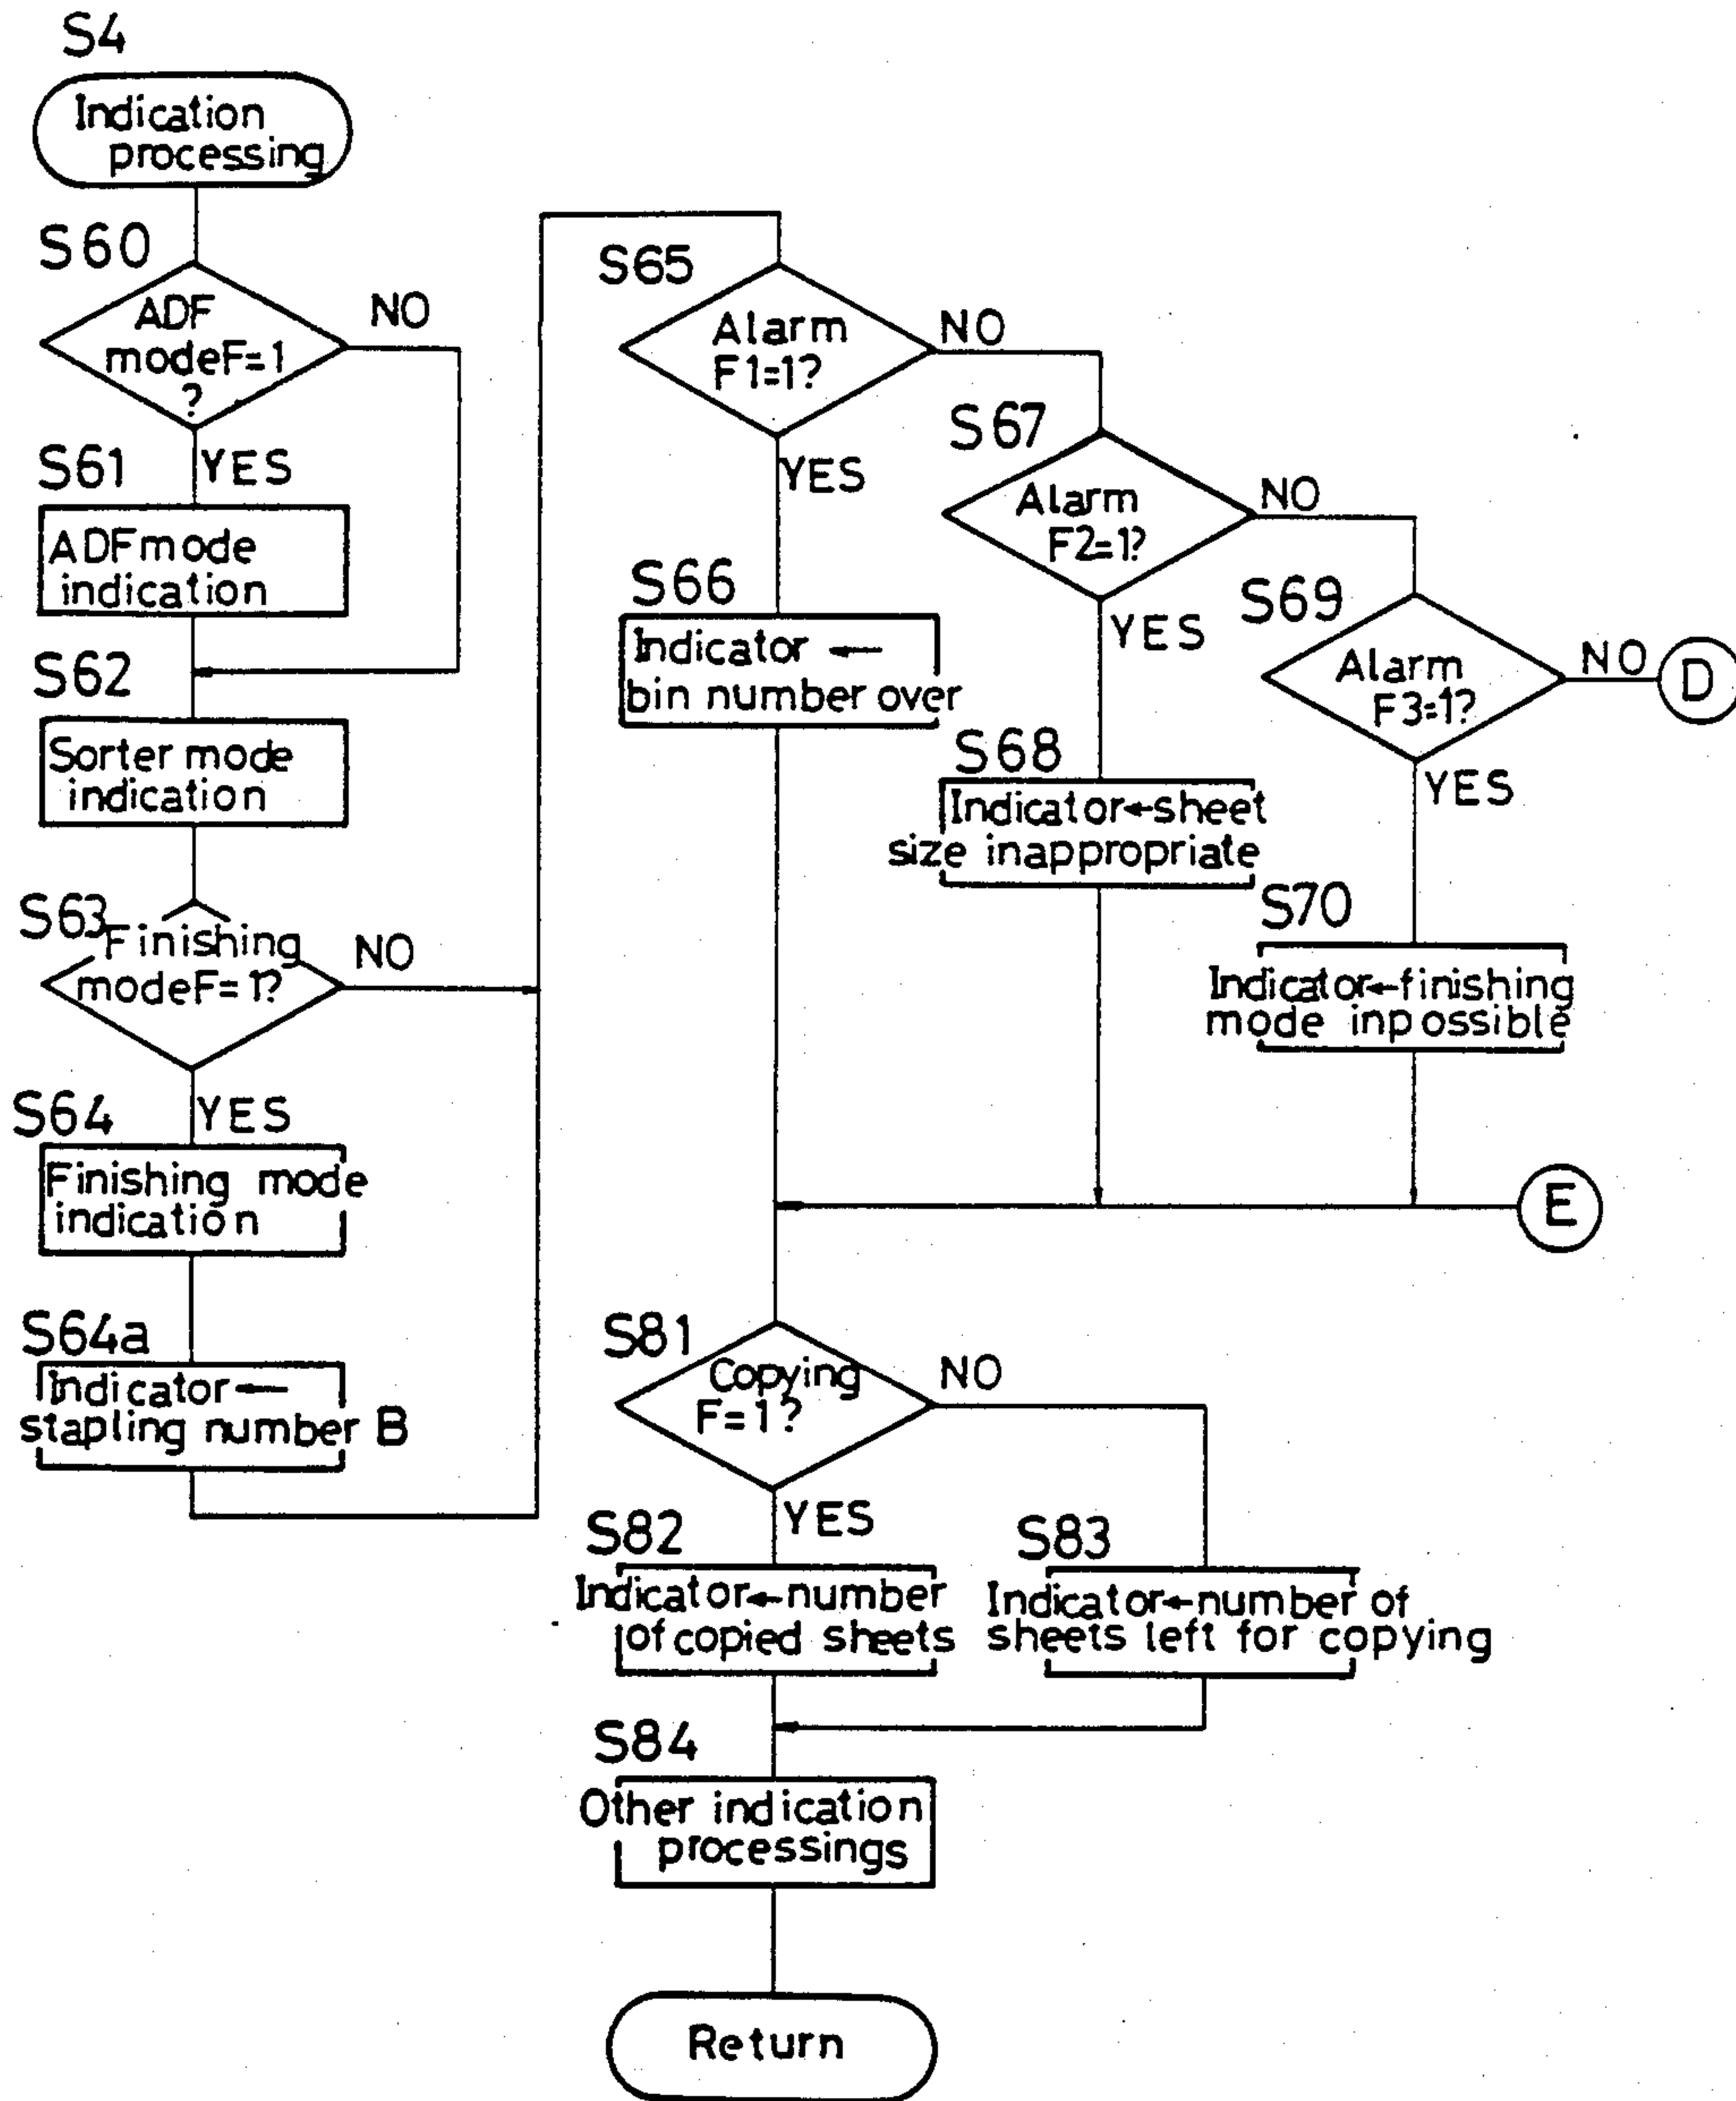 S4
Indication
processing
S60
ADF
modeF=1
?
NO
YES
S61
ADFmode
indication
S62
Sorter mode
indication
S63
Finishing
modeF=1?
NO
YES
S64
Finishing mode
indication
S64a
Indicator←
stapling number B
S65
Alarm
F1=1?
NO
YES
S66
Indicator ←
bin number over
S67
Alarm
F2=1?
NO
YES
S68
Indicator←sheet
size inappropriate
S69
Alarm
F3=1?
NO
D
YES
S70
Indicator←finishing
mode inpossible
E
S81
Copying
F=1?
NO
YES
S82
Indicator←number
of copied sheets
S83
Indicator←number of
sheets left for copying
S84
Other indication
processings
Return